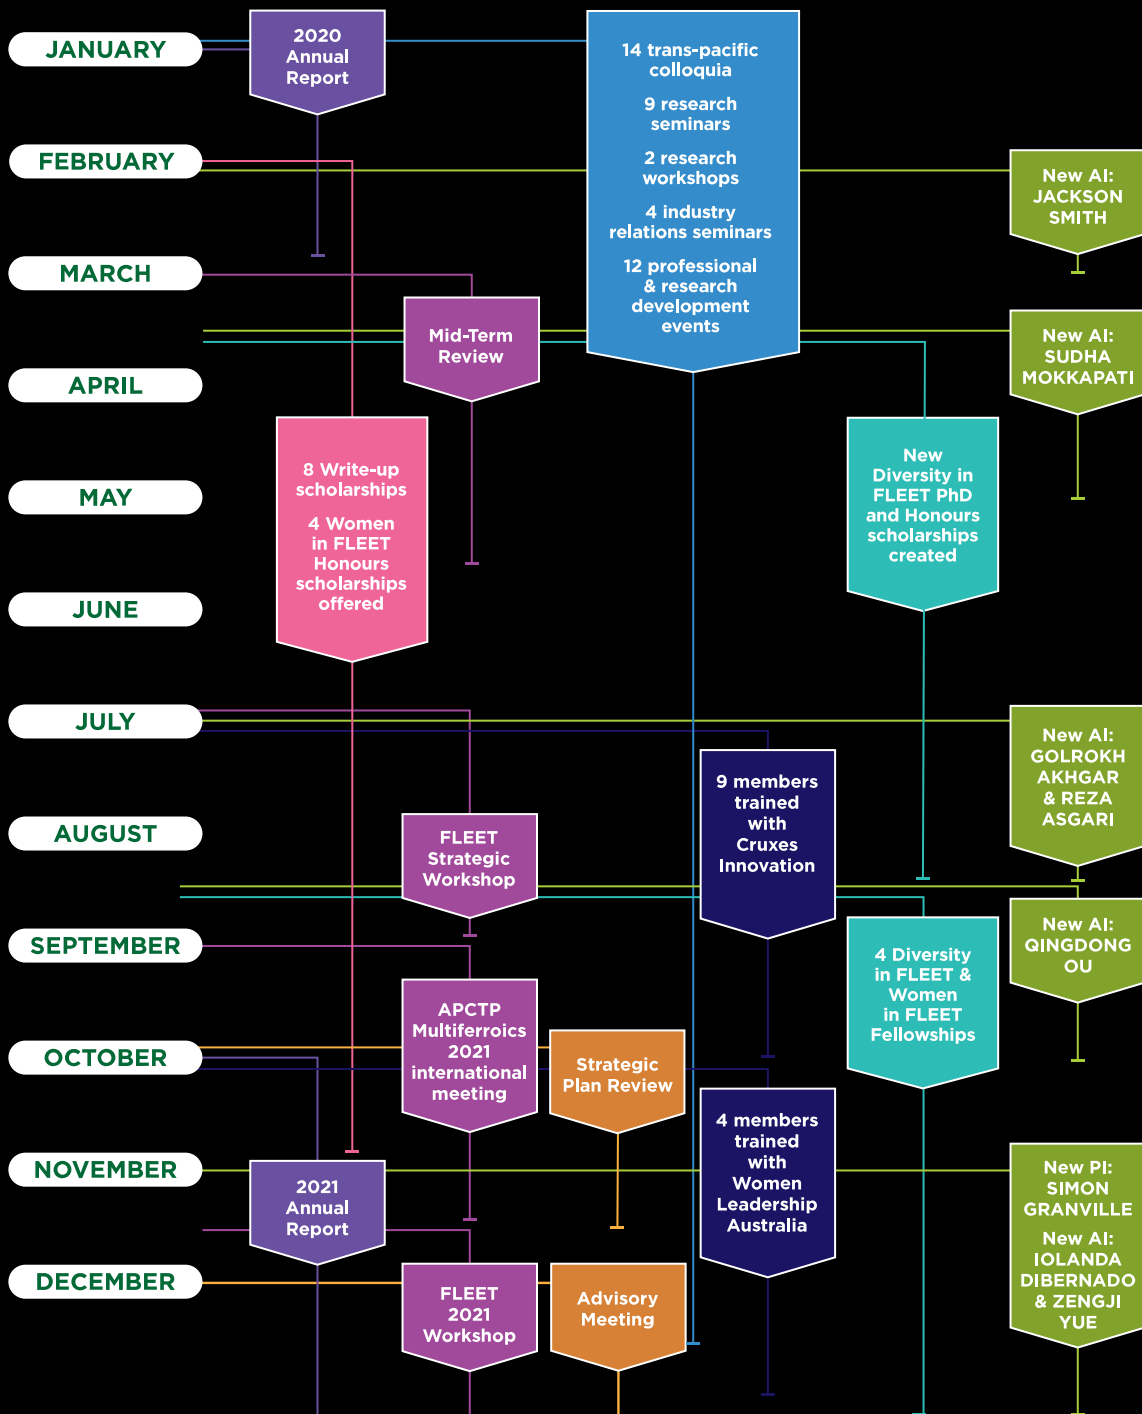 JANUARY
2020
Annual
Report
14 trans-pacific
colloquia
9 research
seminars
2 research
workshops
4 industry
relations seminars
12 professional
& research
development
events
FEBRUARY
New AI:
JACKSON
SMITH
MARCH
Mid-Term
Review
New AI:
SUDHA
MOKKAPATI
APRIL
8 Write-up
scholarships
4 Women
in FLEET
Honours
scholarships
offered
New
Diversity in
FLEET PhD
and Honours
scholarships
created
MAY
JUNE
JULY
New AI:
GOLROKH
AKHGAR
& REZA
ASGARI
9 members
trained
with
Cruxes
Innovation
AUGUST
FLEET
Strategic
Workshop
New AI:
QINGDONG
OU
SEPTEMBER
4 Diversity
in FLEET &
Women
in FLEET
Fellowships
APCTP
Multiferroics
2021
international
meeting
OCTOBER
Strategic
Plan Review
4 members
trained
with
Women
Leadership
Australia
NOVEMBER
2021
Annual
Report
New PI:
SIMON
GRANVILLE
New AI:
IOLANDA
DIBERNADO
& ZENGJI
YUE
DECEMBER
FLEET
2021
Workshop
Advisory
Meeting